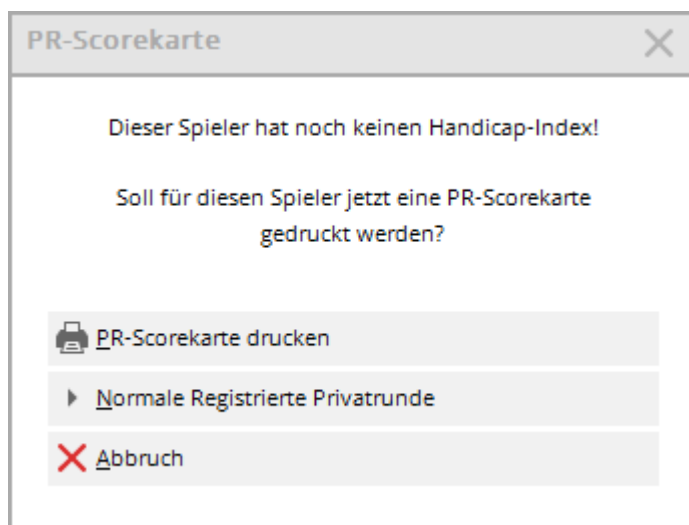 PR-Scorekarte
Dieser Spieler hat noch keinen Handicap-Index!
Soll für diesen Spieler jetzt eine PR-Scorekarte
gedruckt werden?
PR-Scorekarte drucken
Normale Registrierte Privatrunde
Abbruch